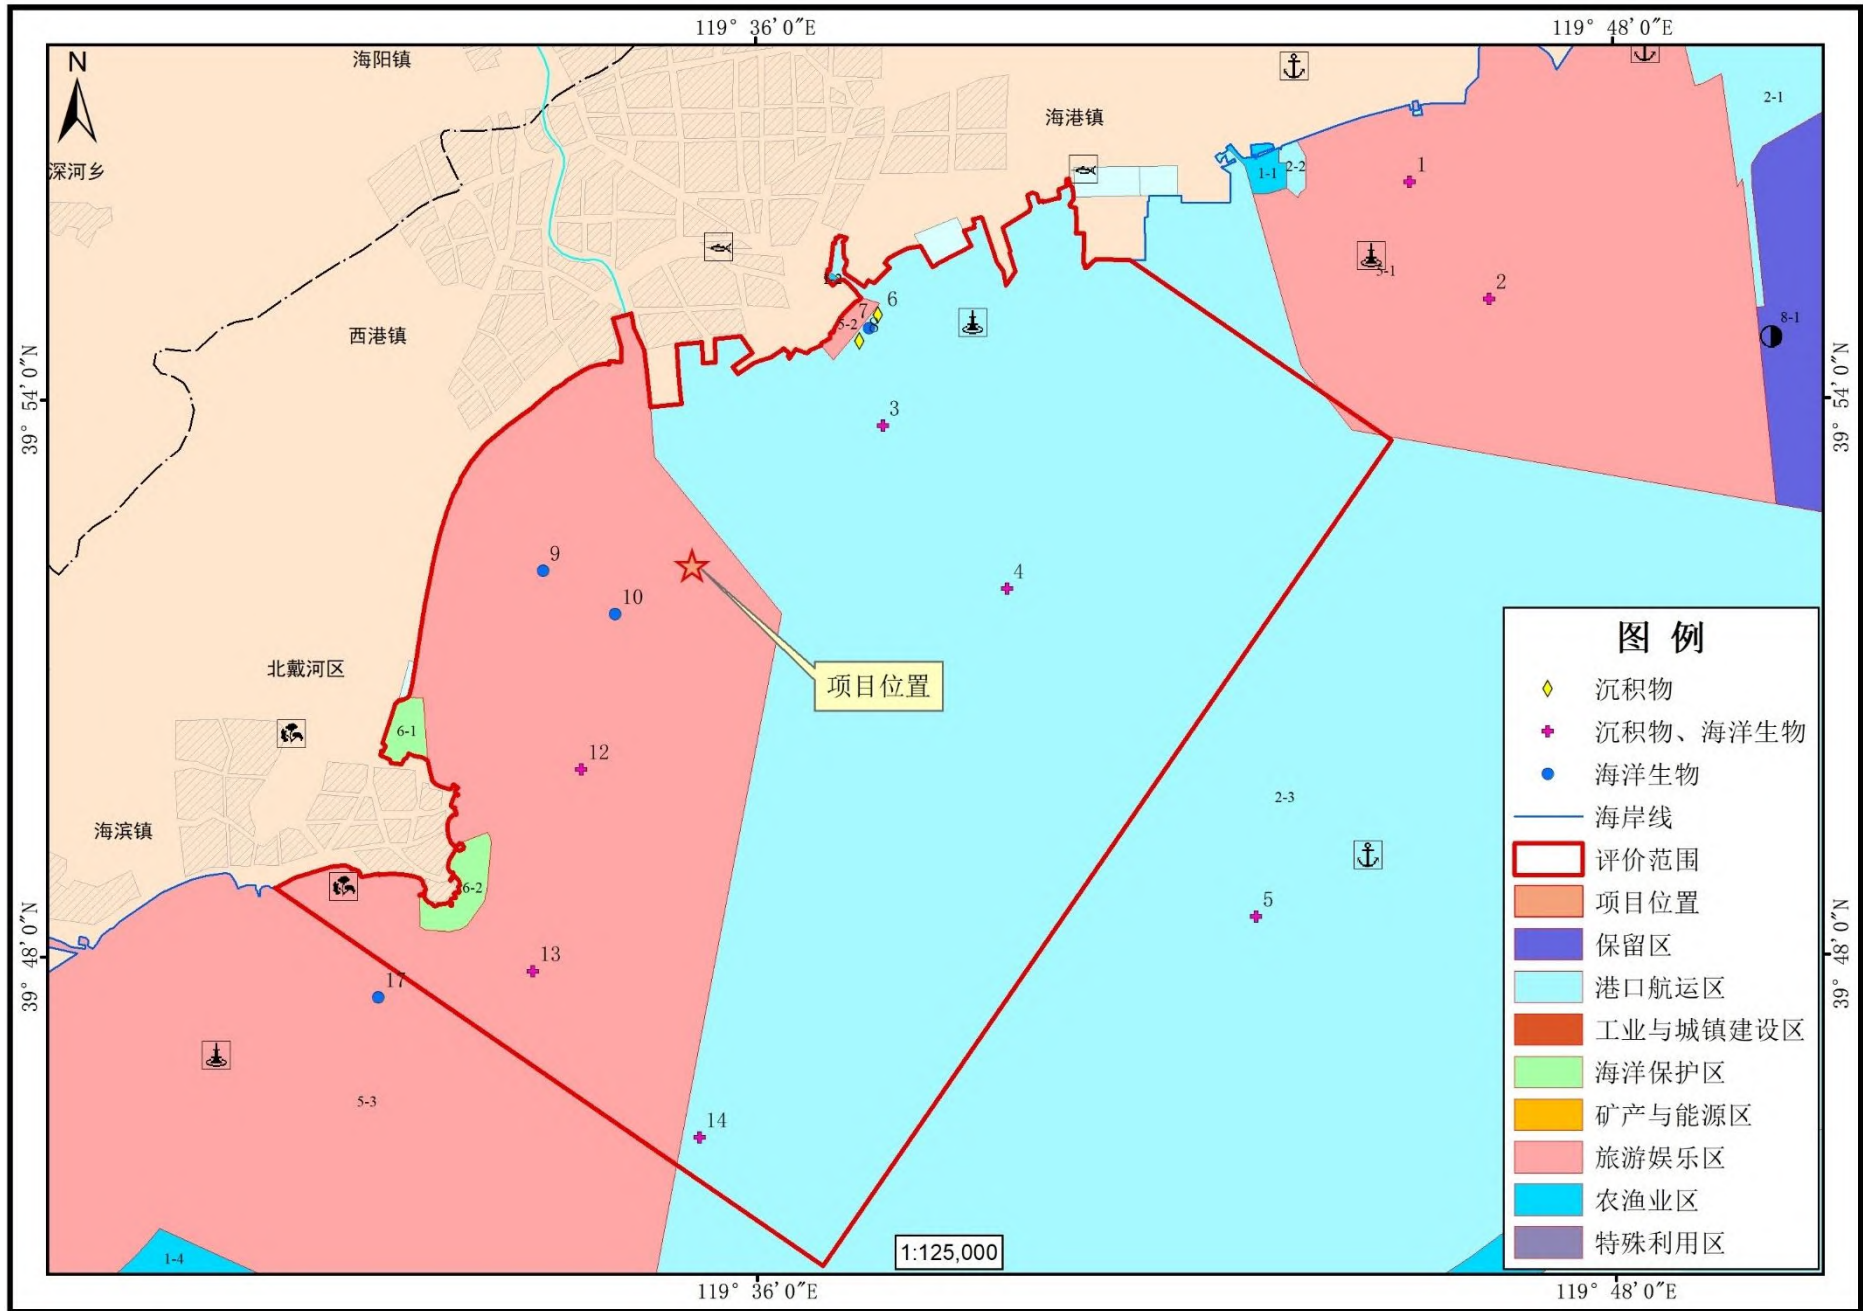 119° 36′ 0″E
119° 48′ 0″E
N
海阳镇
2-1
海港镇
深河乡
1-1
2-2
1
5-1
2
6
7
5-2
8
8-1
西港镇
39° 54′ 0″N
39° 54′ 0″N
3
9
4
10
北戴河区
项目位置
6-1
12
2-3
海滨镇
6-2
5
13
17
39° 48′ 0″N
39° 48′ 0″N
5-3
14
1-4
1:125,000
图 例
沉积物
沉积物、海洋生物
海洋生物
海岸线
评价范围
项目位置
保留区
港口航运区
工业与城镇建设区
海洋保护区
矿产与能源区
旅游娱乐区
农渔业区
特殊利用区
119° 36′ 0″E
119° 48′ 0″E